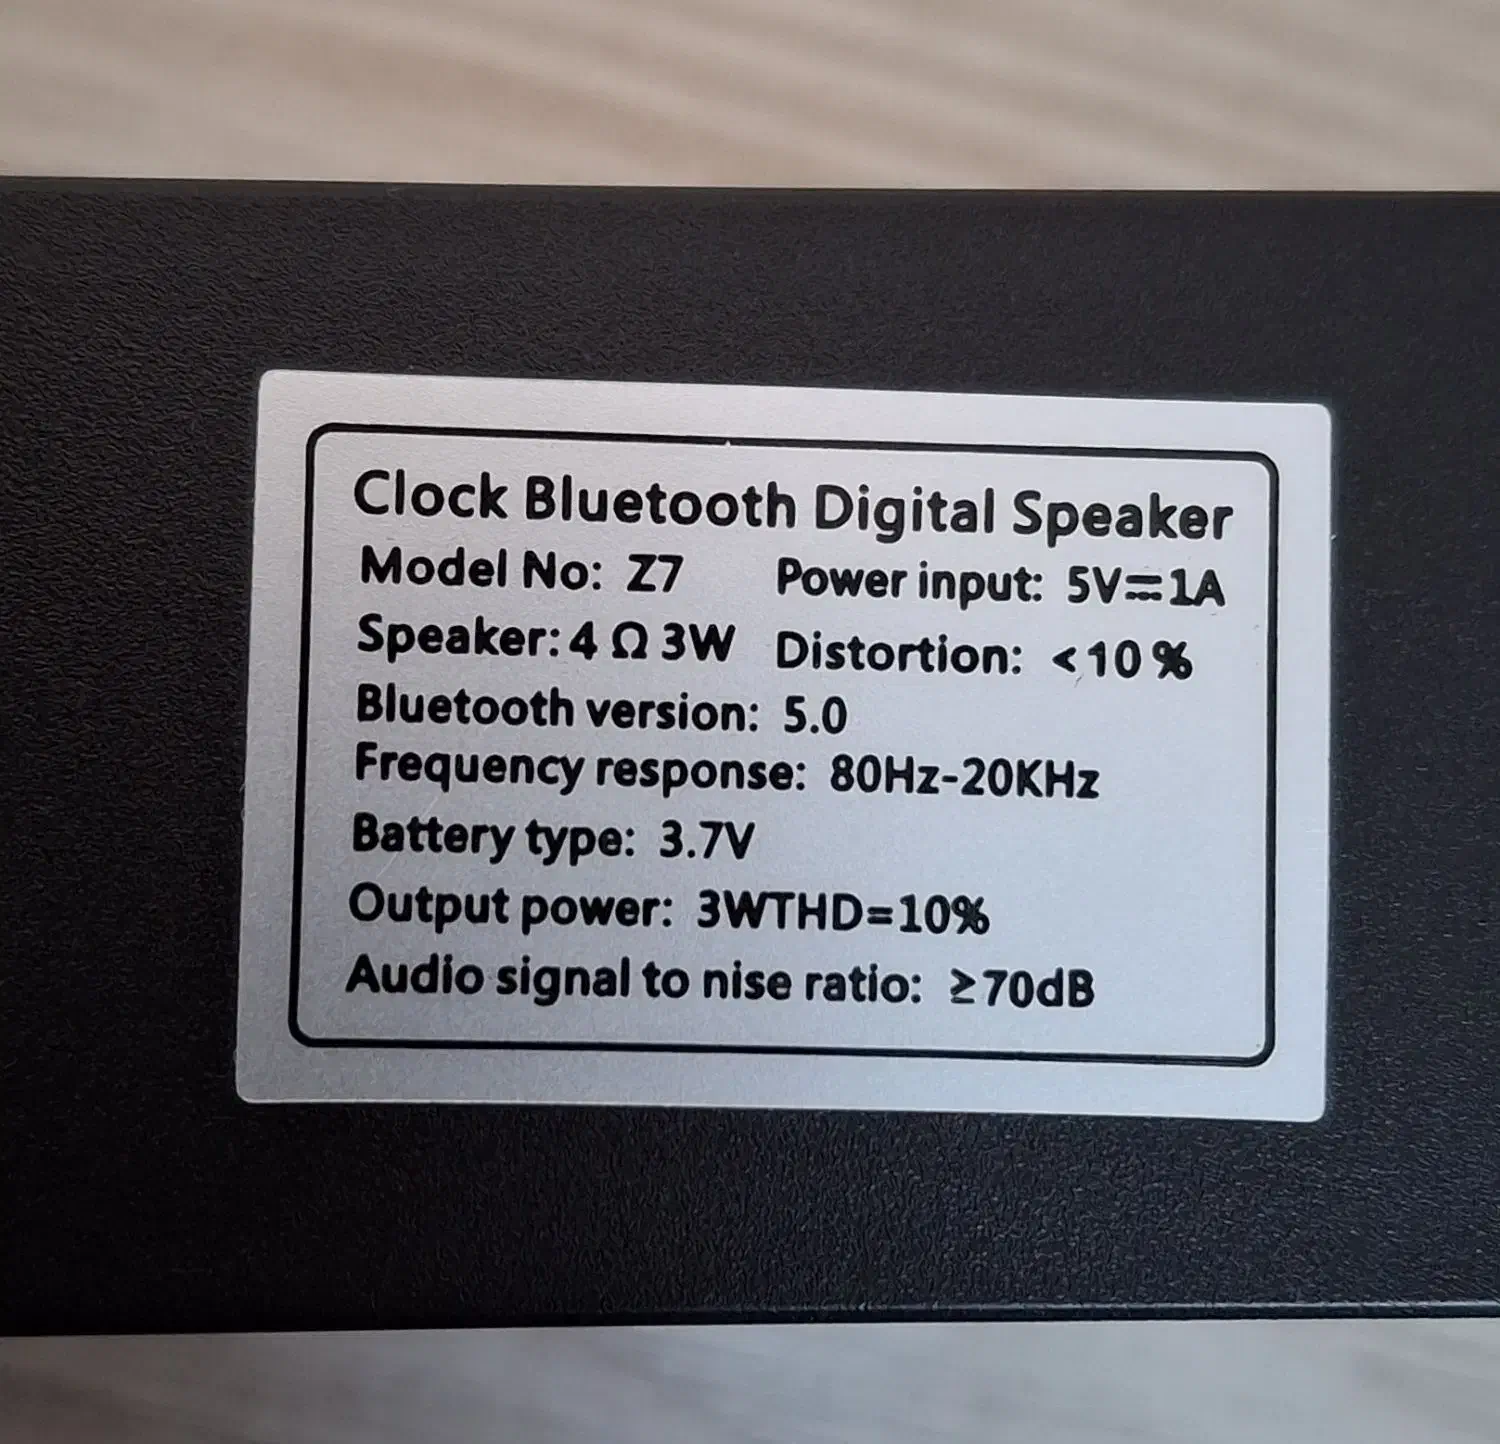 Clock Bluetooth Digital Speaker
Model No: Z7 Power input: 5V⎓1A
Speaker: 4 Ω 3W Distortion: <10 %
Bluetooth version: 5.0
Frequency response: 80Hz-20KHz
Battery type: 3.7V
Output power: 3WTHD=10%
Audio signal to nise ratio: ≥70dB